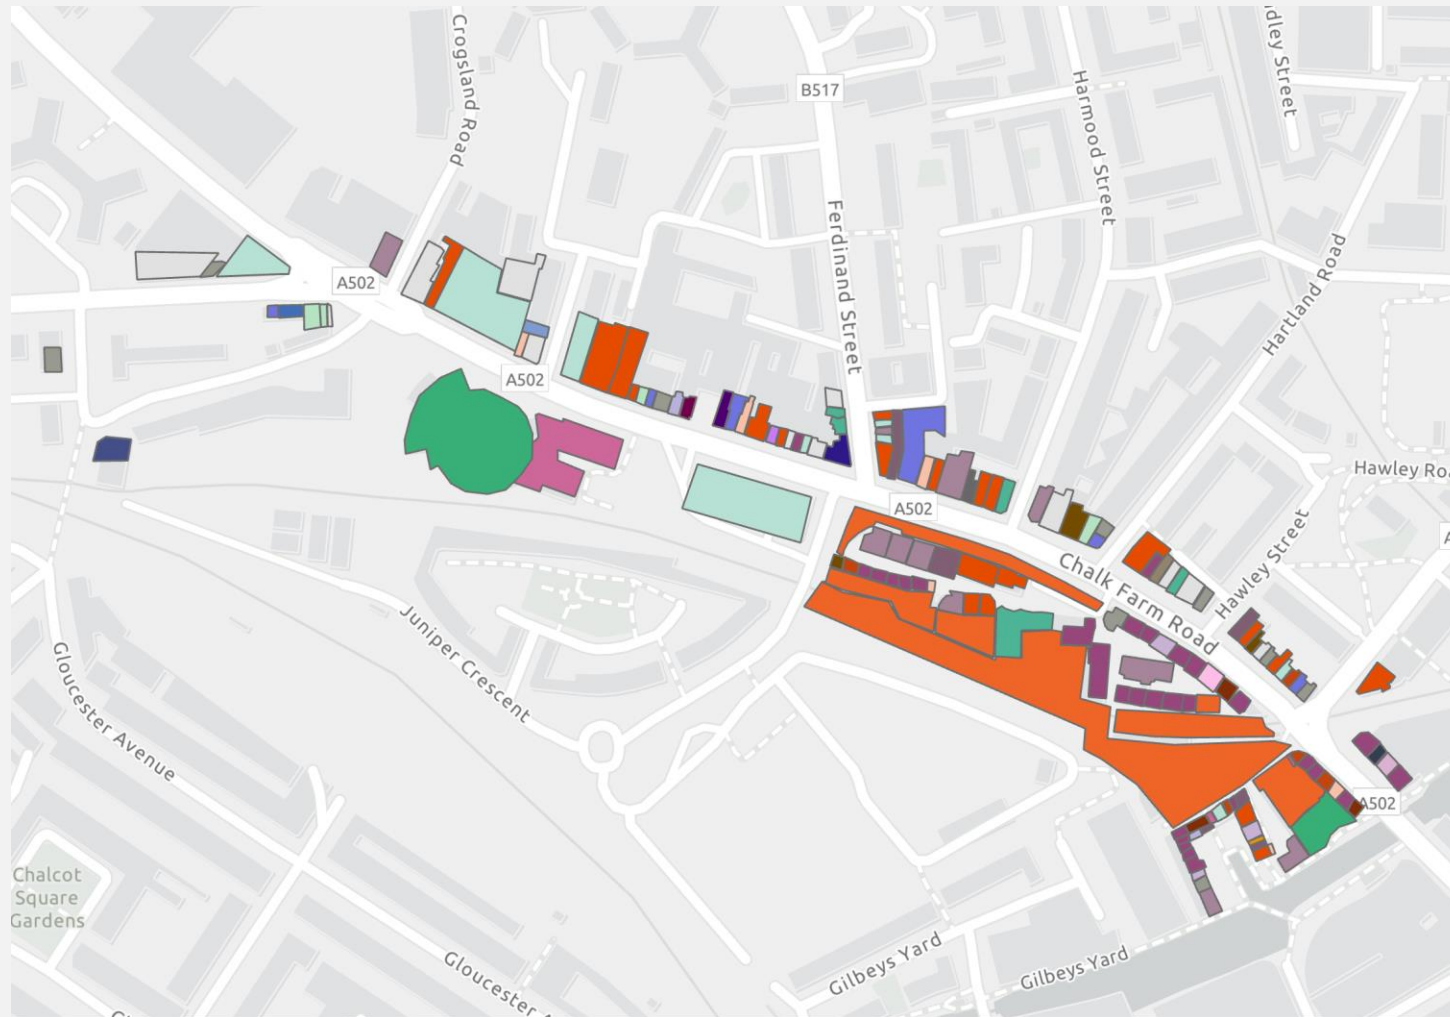 Crogsland Road
B517
Harmood Street
dley Street
Ferdinand Street
Hartland Road
A502
A502
A502
Hawley Roa
Hawley Street
Chalk Farm Road
Juniper Crescent
Gloucester Avenue
A502
Chalcot
Square
Gardens
Gloucester A
Gilbeys Yard
Gilbeys Yard